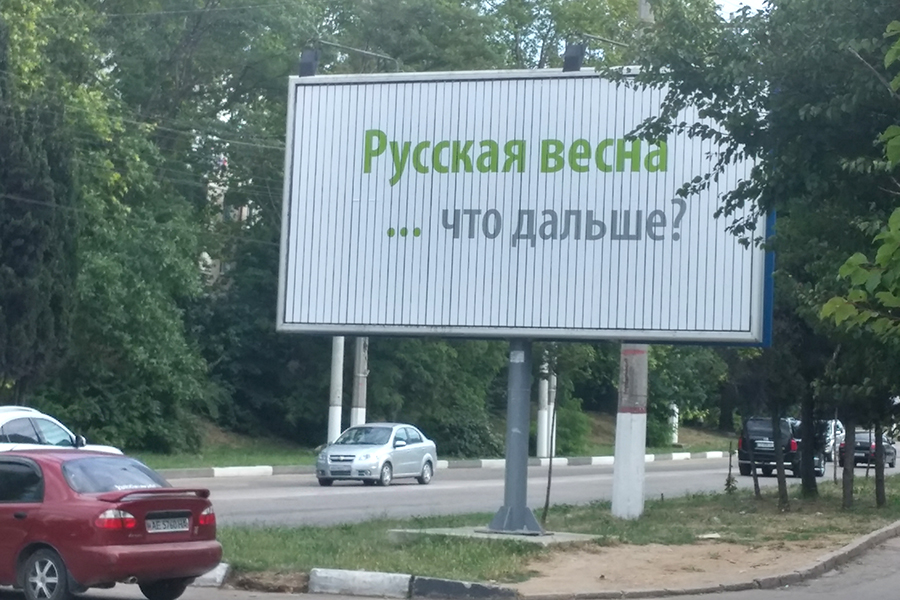 Русская весна
... что дальше?